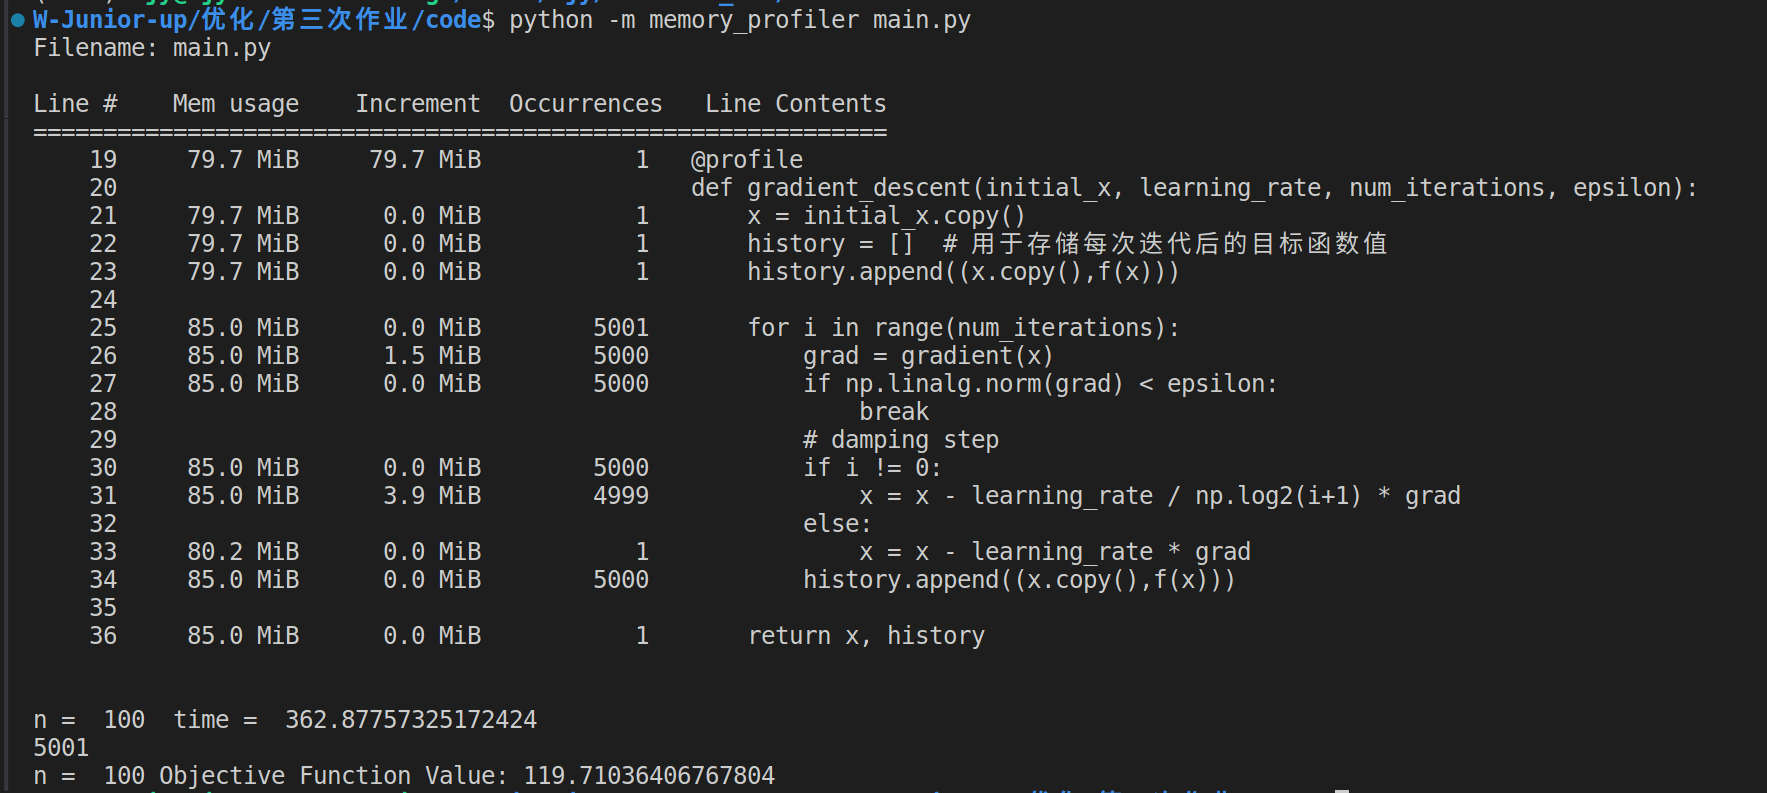 W-Junior-up/优化/第三次作业/code$ python -m memory_profiler main.py
Filename: main.py
Line #    Mem usage    Increment  Occurrences   Line Contents
=============================================================
    19     79.7 MiB     79.7 MiB           1   @profile
    20                                         def gradient_descent(initial_x, learning_rate, num_iterations, epsilon):
    21     79.7 MiB      0.0 MiB           1       x = initial_x.copy()
    22     79.7 MiB      0.0 MiB           1       history = []  # 用于存储每次迭代后的目标函数值
    23     79.7 MiB      0.0 MiB           1       history.append((x.copy(),f(x)))
    24
    25     85.0 MiB      0.0 MiB        5001       for i in range(num_iterations):
    26     85.0 MiB      1.5 MiB        5000           grad = gradient(x)
    27     85.0 MiB      0.0 MiB        5000           if np.linalg.norm(grad) < epsilon:
    28                                                     break
    29                                                 # damping step
    30     85.0 MiB      0.0 MiB        5000           if i != 0:
    31     85.0 MiB      3.9 MiB        4999               x = x - learning_rate / np.log2(i+1) * grad
    32                                                 else:
    33     80.2 MiB      0.0 MiB           1               x = x - learning_rate * grad
    34     85.0 MiB      0.0 MiB        5000           history.append((x.copy(),f(x)))
    35
    36     85.0 MiB      0.0 MiB           1       return x, history
n =  100  time =  362.87757325172424
5001
n =  100 Objective Function Value: 119.71036406767804